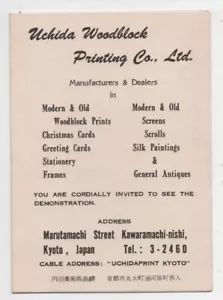 Uchida Woodblock
Printing Co., Ltd.
Manufacturers & Dealers
in
Modern & Old
Woodblock Prints
Christmas Cards
Greeting Cards
Stationery
&
Frames
Modern & Old
Screens
Scrolls
Silk Paintings
&
General Antiques
YOU ARE CORDIALLY INVITED TO SEE THE
DEMONSTRATION.
ADDRESS
Marutamachi Street Kawaramachi-nishi,
Kyoto, Japan Tel.: 3-2460
CABLE ADDRESS: "UCHIDAPRINT KYOTO"